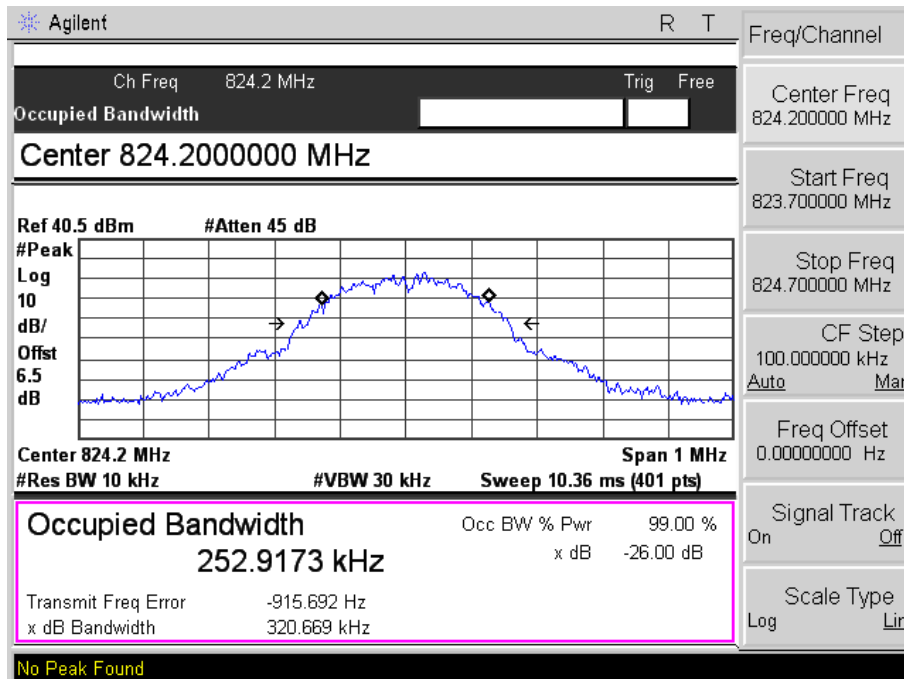 Agilent R T
Ch Freq 824.2 MHz Trig Free
Occupied Bandwidth
Center 824.2000000 MHz
Ref 40.5 dBm #Atten 45 dB
#Peak
Log
10
dB/
Offst
6.5
dB
Center 824.2 MHz Span 1 MHz
#Res BW 10 kHz #VBW 30 kHz Sweep 10.36 ms (401 pts)
Occupied Bandwidth
252.9173 kHz
Occ BW % Pwr 99.00 %
x dB -26.00 dB
Transmit Freq Error -915.692 Hz
x dB Bandwidth 320.669 kHz
No Peak Found
Freq/Channel
Center Freq
824.200000 MHz
Start Freq
823.700000 MHz
Stop Freq
824.700000 MHz
CF Step
100.000000 kHz
Auto Man
Freq Offset
0.00000000 Hz
Signal Track
On Off
Scale Type
Log Lin